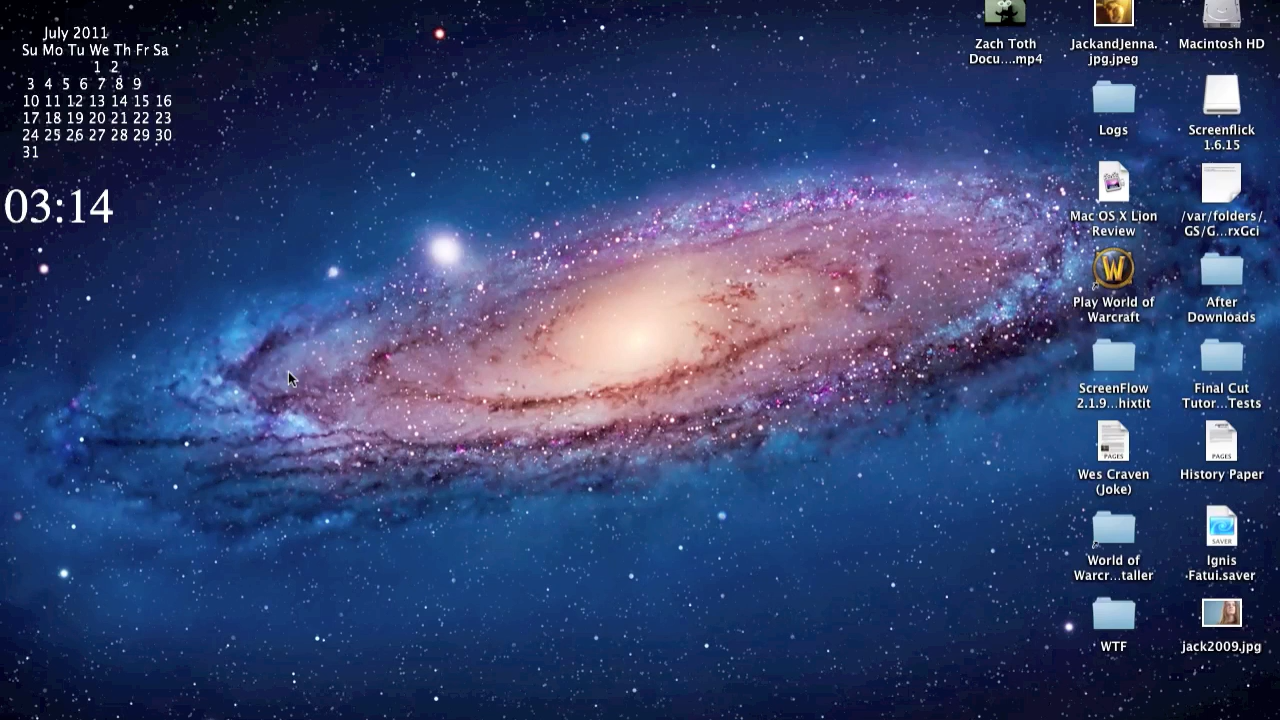 July 2011
Su Mo Tu We Th Fr Sa
1 2
3 4 5 6 7 8 9
10 11 12 13 14 15 16
17 18 19 20 21 22 23
24 25 26 27 28 29 30
31
03:14
Zach Toth
Docu....mp4
JackandJenna.
jpg.jpeg
Macintosh HD
Logs
Screenflick
1.6.15
Mac OS X Lion
Review
/var/folders/.
GS/G...rxGci
W
Play World of
Warcraft
After
Downloads
ScreenFlow
2.1.9...hixtit
Final Cut
Tutor...Tests
PAGES
Wes Craven
(Joke)
PAGES
History Paper
World of
Warcr...taller
SAVER
Ignis
Fatui.saver
WTF
jack2009.jpg